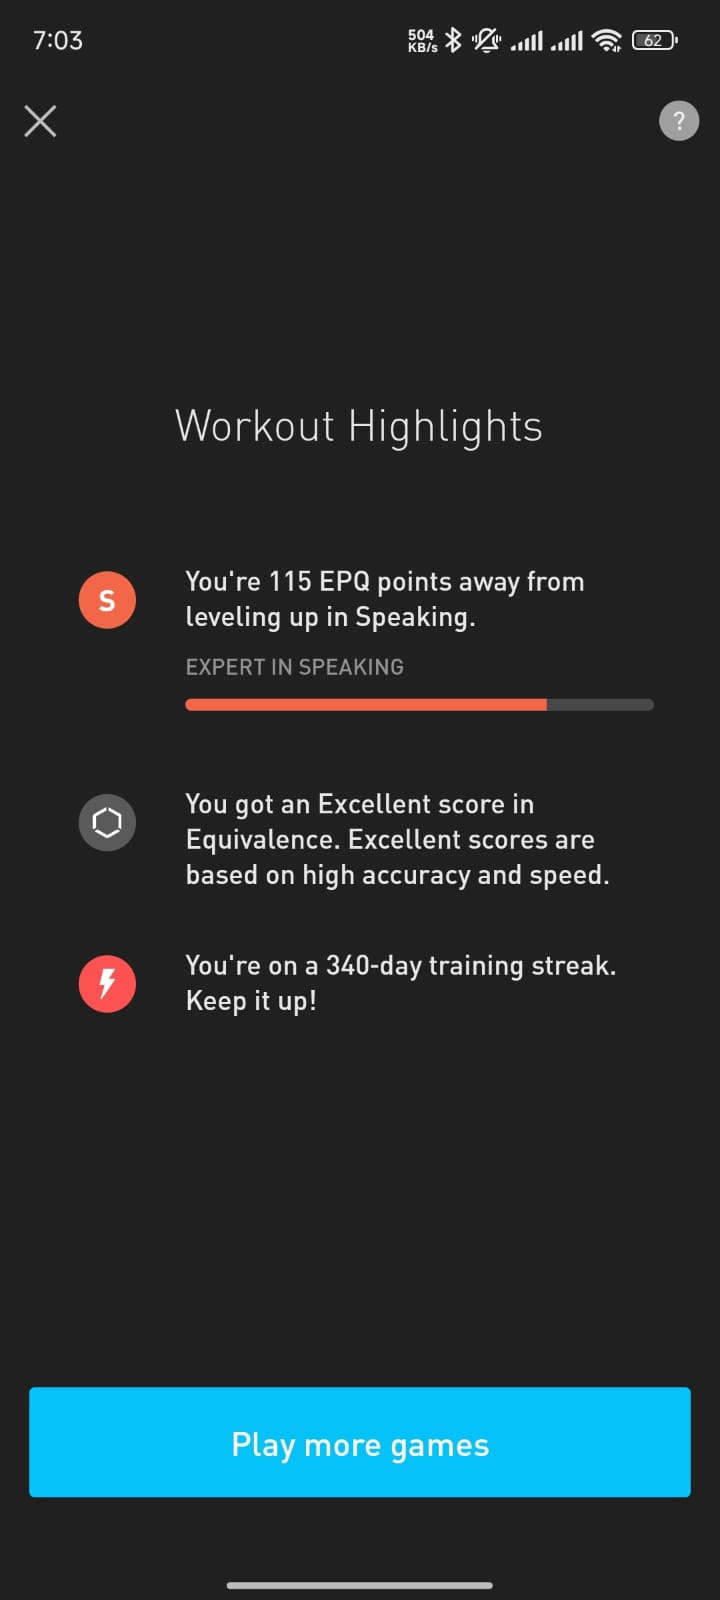 7:03
504
KB/s
62
?
Workout Highlights
S
You're 115 EPQ points away from
leveling up in Speaking.
EXPERT IN SPEAKING
You got an Excellent score in
Equivalence. Excellent scores are
based on high accuracy and speed.
You're on a 340-day training streak.
Keep it up!
Play more games